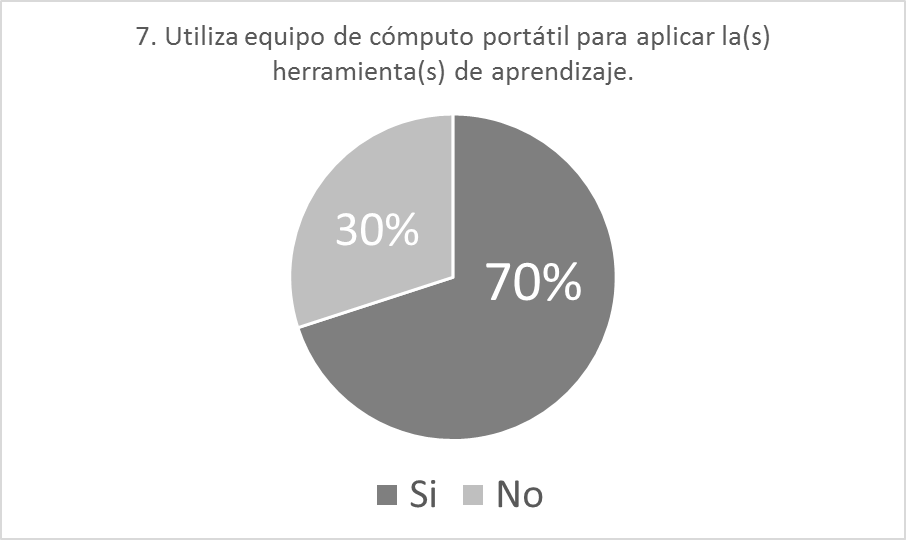 7. Utiliza equipo de cómputo portátil para aplicar la(s)
herramienta(s) de aprendizaje.
30%
70%
Si No